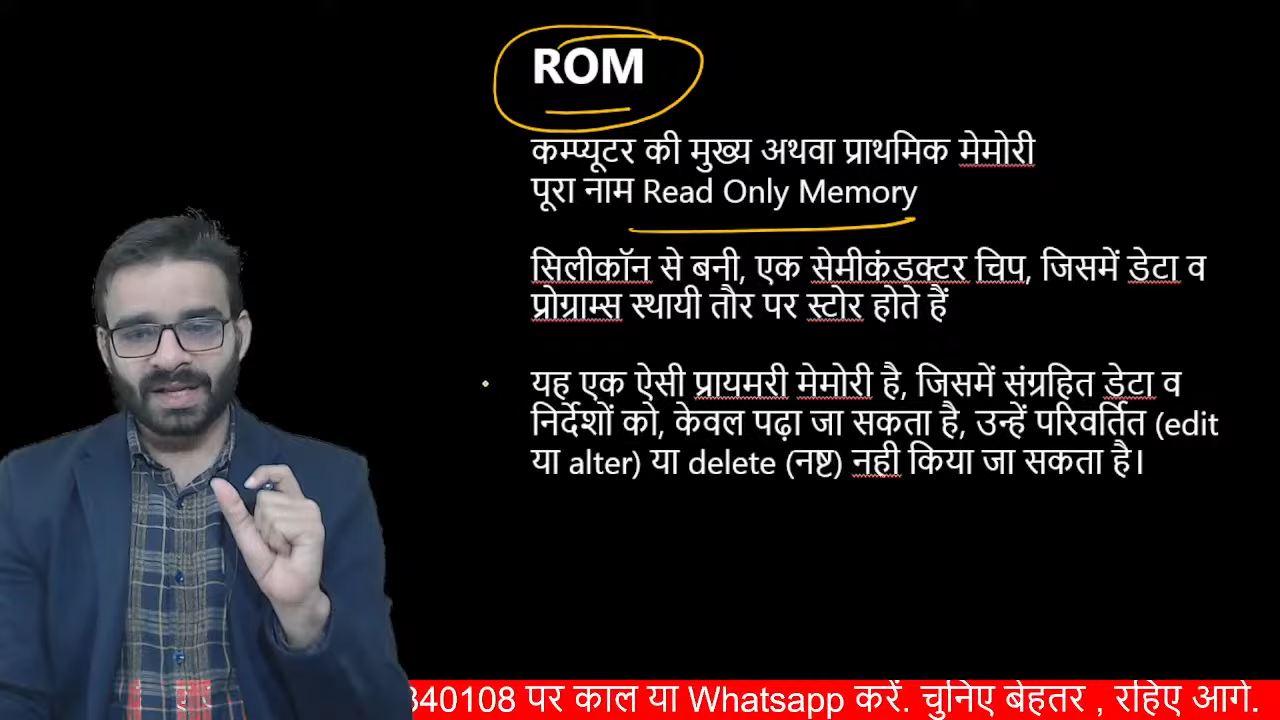 ROM
कम्प्यूटर की मुख्य अथवा प्राथमिक मेमोरी
पूरा नाम Read Only Memory
सिलीकॉन से बनी, एक सेमीकंडक्टर चिप, जिसमें डेटा व
प्रोग्राम्स स्थायी तौर पर स्टोर होते हैं
यह एक ऐसी प्रायमरी मेमोरी है, जिसमें संग्रहित डेटा व
निर्देशों को, केवल पढ़ा जा सकता है, उन्हें परिवर्तित (edit
या alter) या delete (नष्ट) नही किया जा सकता है।
340108 पर काल या Whatsapp करें. चुनिए बेहतर , रहिए आगे.